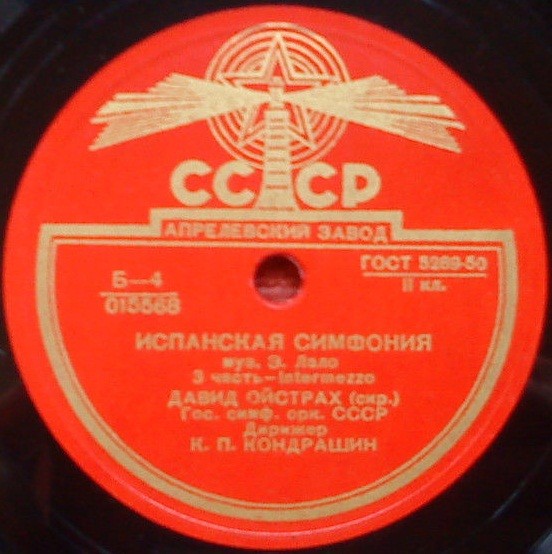 СССР
АПРЕЛЕВСКИЙ ЗАВОД
Б—4
015568
ГОСТ 5289-50
II кл.
ИСПАНСКАЯ СИМФОНИЯ
муз. Э. Лало
3 часть—Intermezzo
ДАВИД ОЙСТРАХ (скр.)
Гос. симф. орк. СССР
Дирижер
К. П. КОНДРАШИН